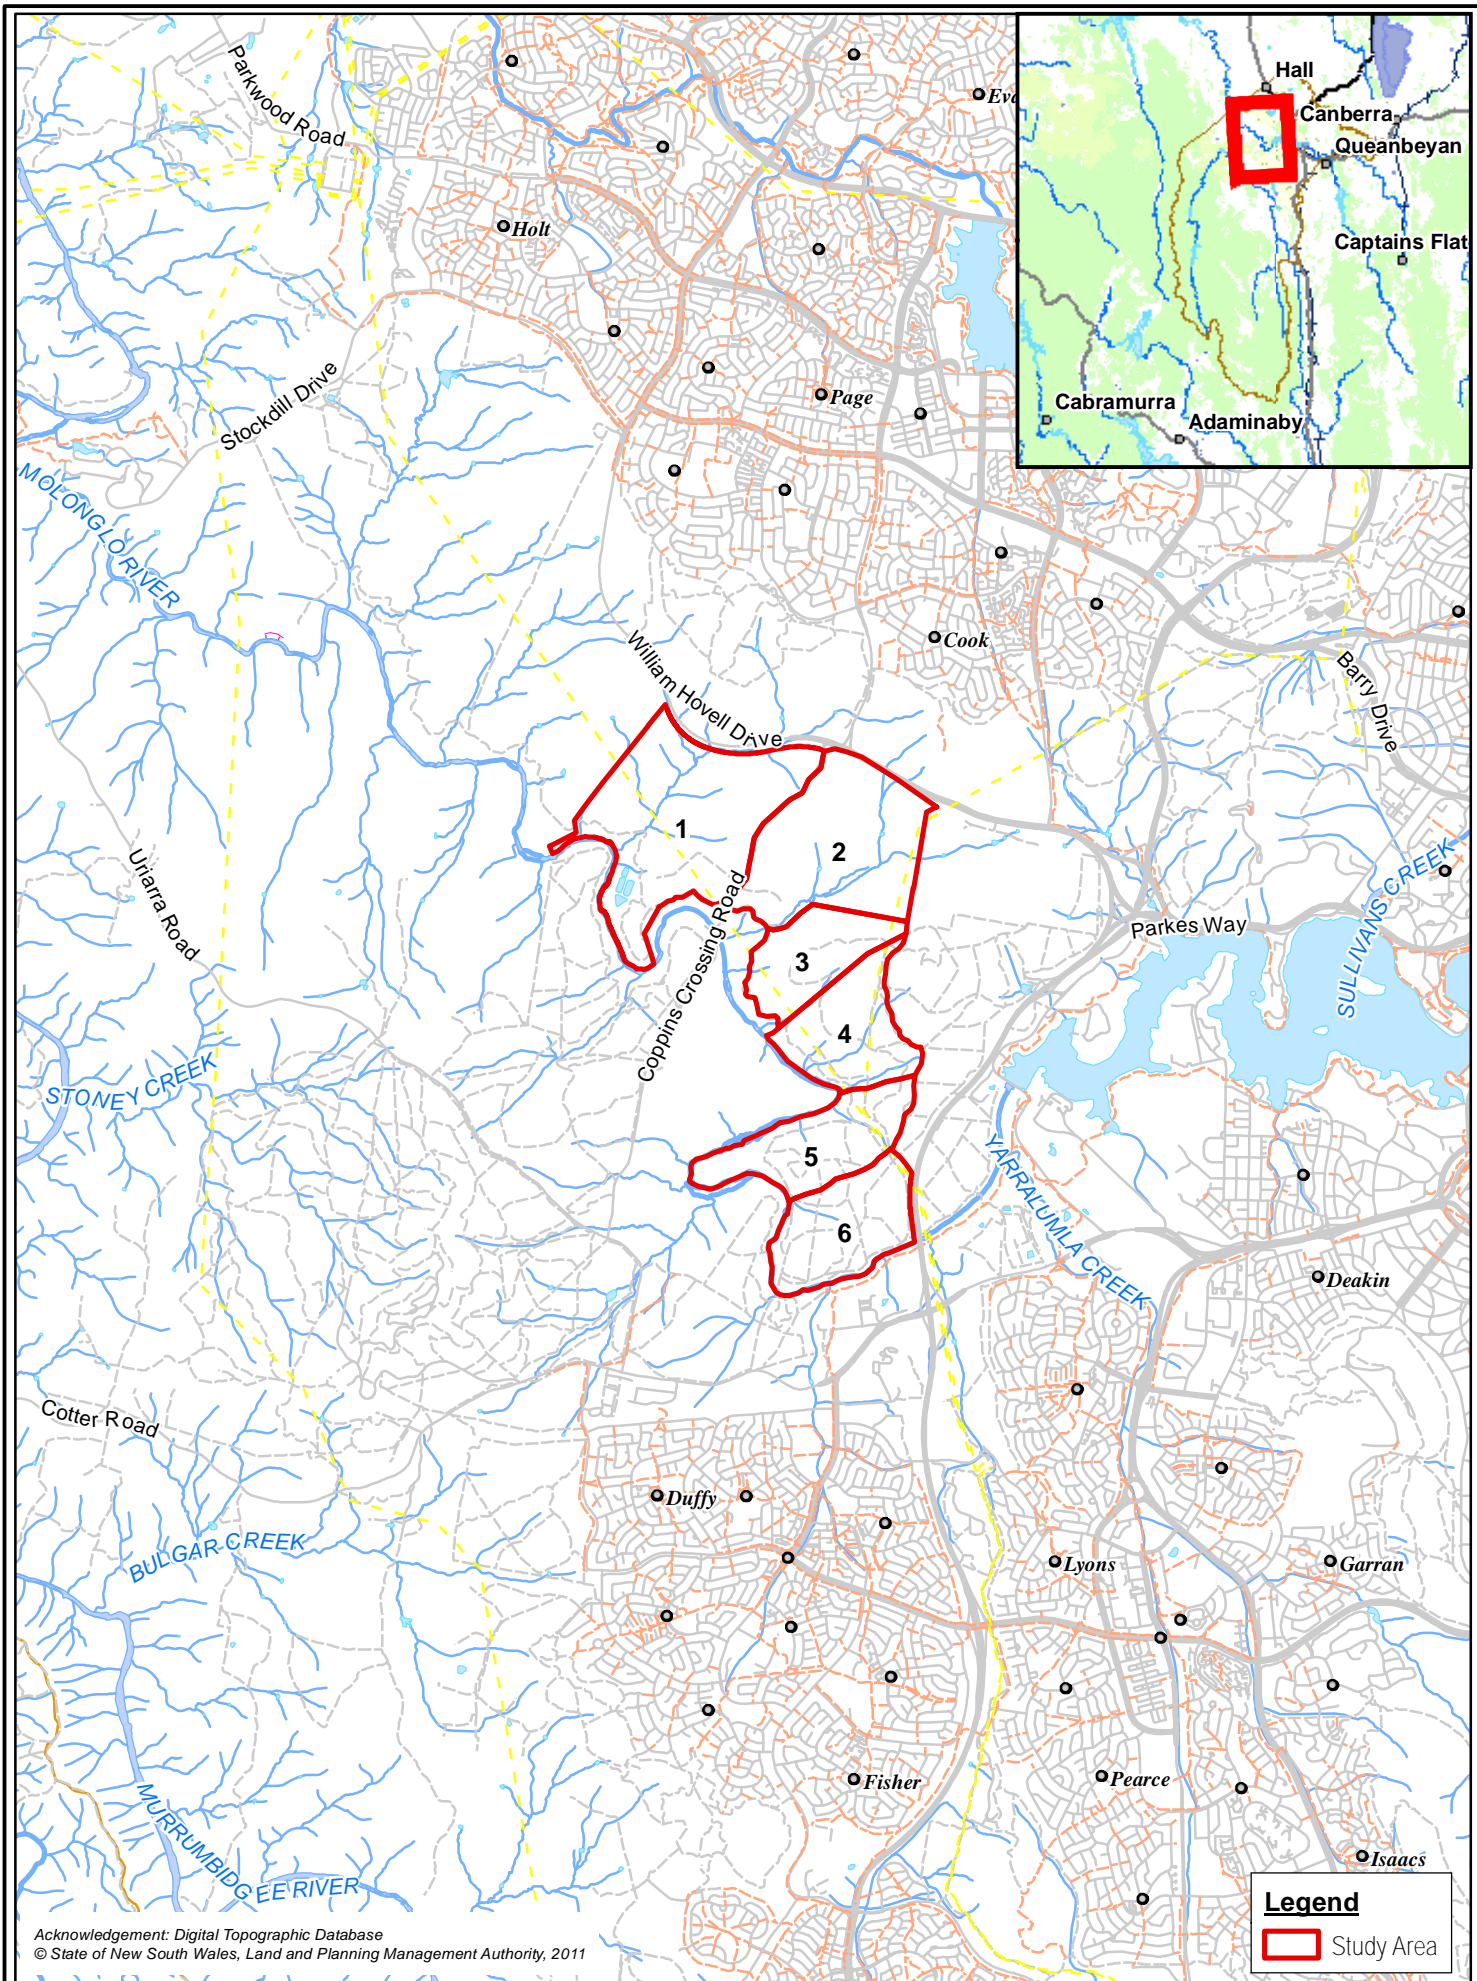 Parkwood Road
Hall
Canberra
Queanbeyan
Captains Flat
Cabramurra
Adaminaby
Holt
Page
Stockdill Drive
MOLONGLO RIVER
Cook
William Hovell Drive
Barry Drive
1
2
3
4
5
6
Uriarra Road
Coppins Crossing Road
Parkes Way
SULLIVANS CREEK
STONEY CREEK
YARRALUMLA CREEK
Deakin
Cotter Road
Duffy
BULGAR CREEK
Lyons
Garran
Fisher
Pearce
MURRUMBIDGEE RIVER
Isaacs
Legend
Study Area
Acknowledgement: Digital Topographic Database
© State of New South Wales, Land and Planning Management Authority, 2011